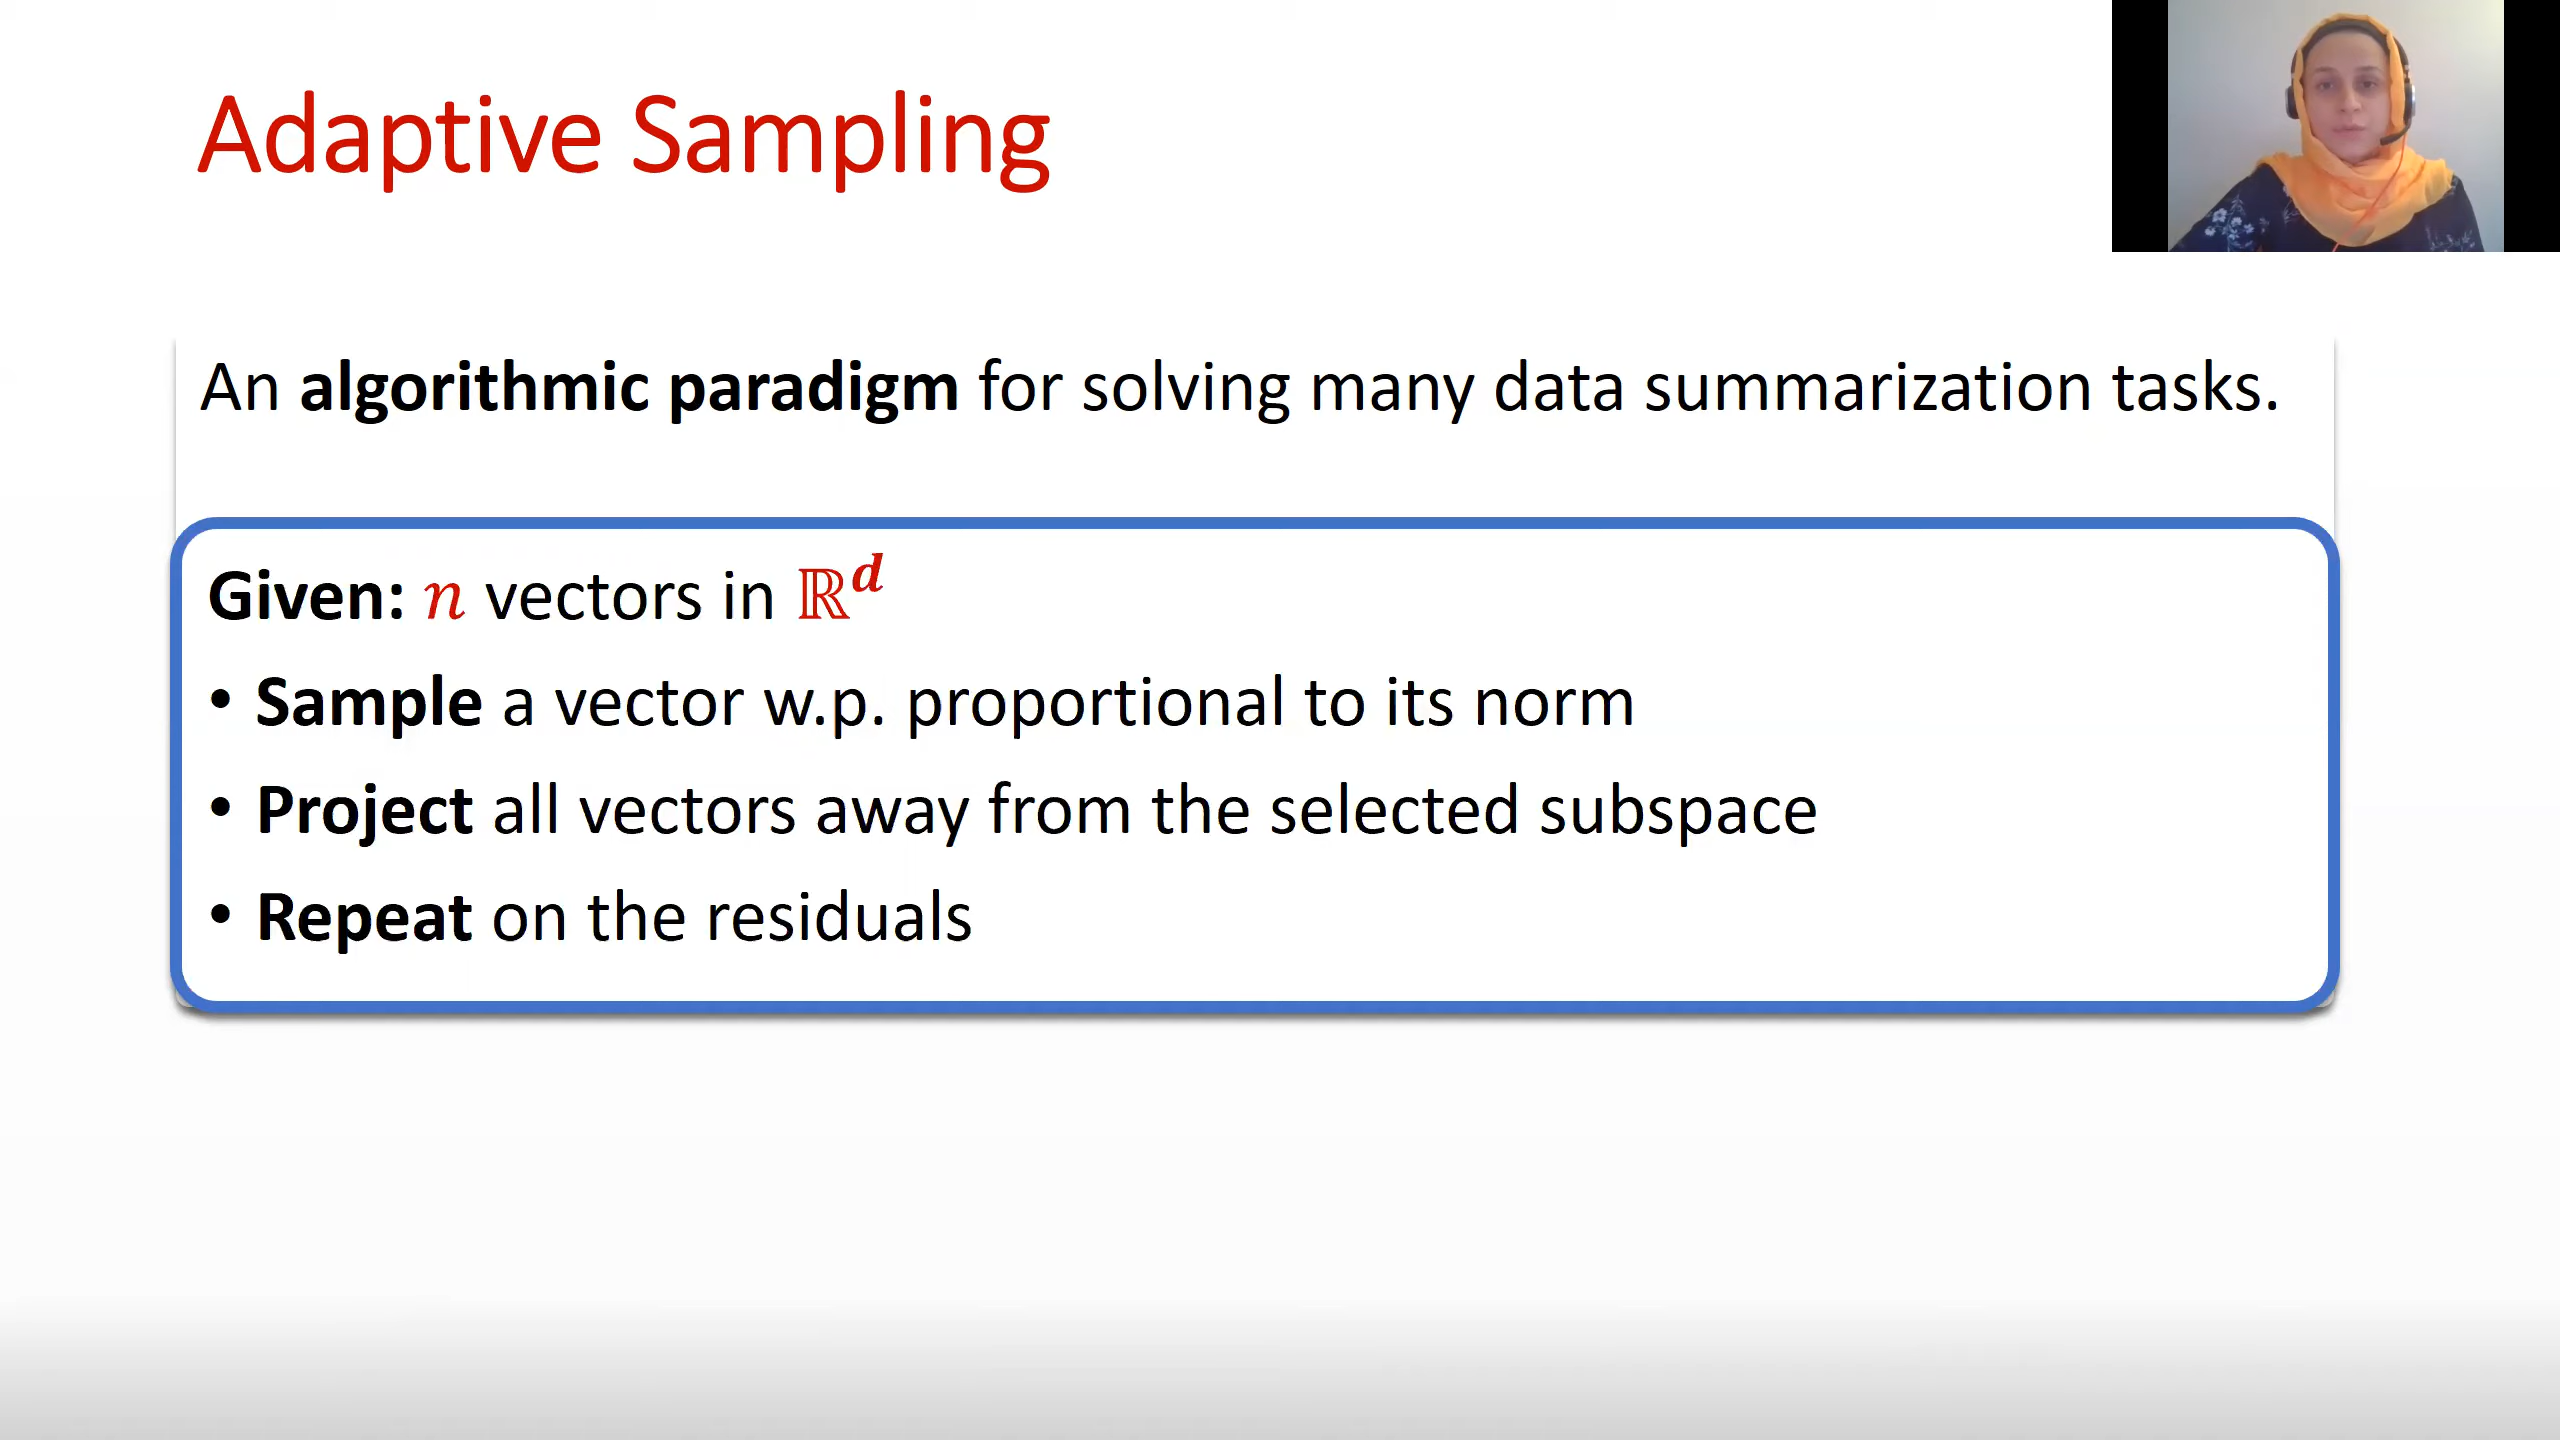 Adaptive Sampling
An algorithmic paradigm for solving many data summarization tasks.
Given: n vectors in ℝᵈ
• Sample a vector w.p. proportional to its norm
• Project all vectors away from the selected subspace
• Repeat on the residuals